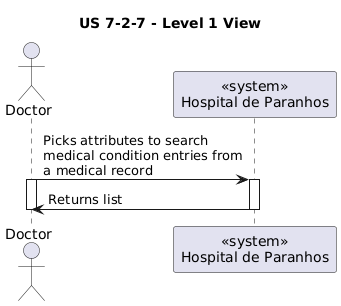 US 7-2-7 - Level 1 View
Doctor
«system»
Hospital de Paranhos
Picks attributes to search
medical condition entries from
a medical record
Returns list
Doctor
«system»
Hospital de Paranhos